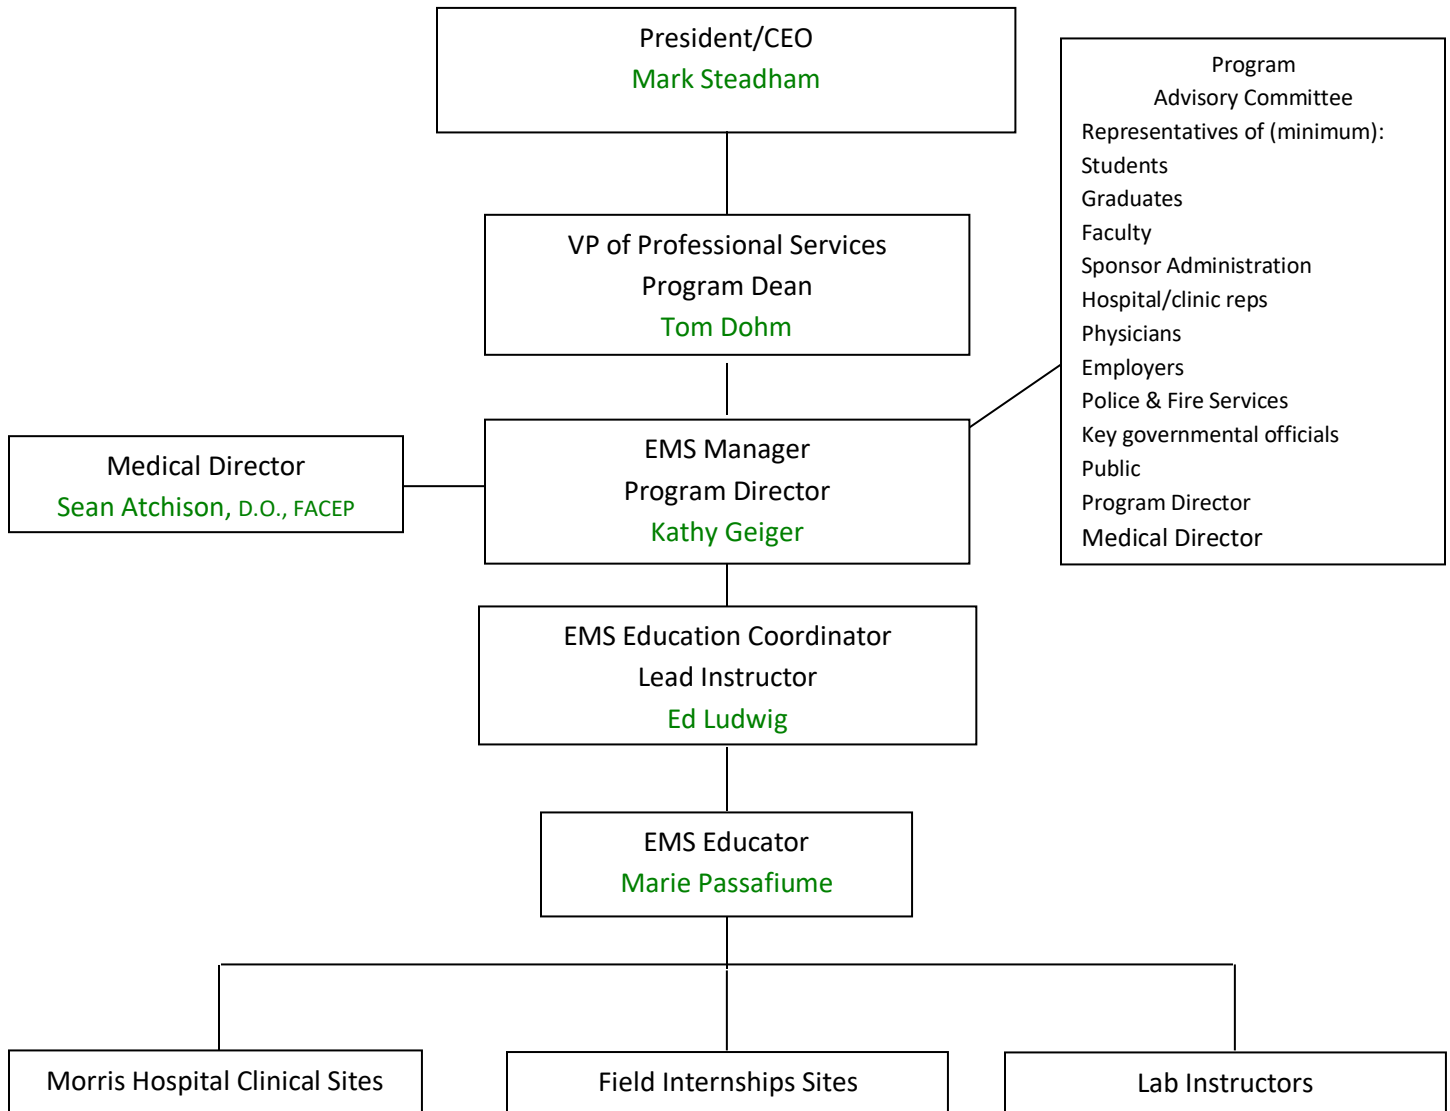 President/CEO
Mark Steadham
Program
Advisory Committee
Representatives of (minimum):
Students
Graduates
Faculty
Sponsor Administration
Hospital/clinic reps
Physicians
Employers
Police & Fire Services
Key governmental officials
Public
Program Director
Medical Director
VP of Professional Services
Program Dean
Tom Dohm
Medical Director
Sean Atchison, D.O., FACEP
EMS Manager
Program Director
Kathy Geiger
EMS Education Coordinator
Lead Instructor
Ed Ludwig
EMS Educator
Marie Passafiume
Morris Hospital Clinical Sites
Field Internships Sites
Lab Instructors